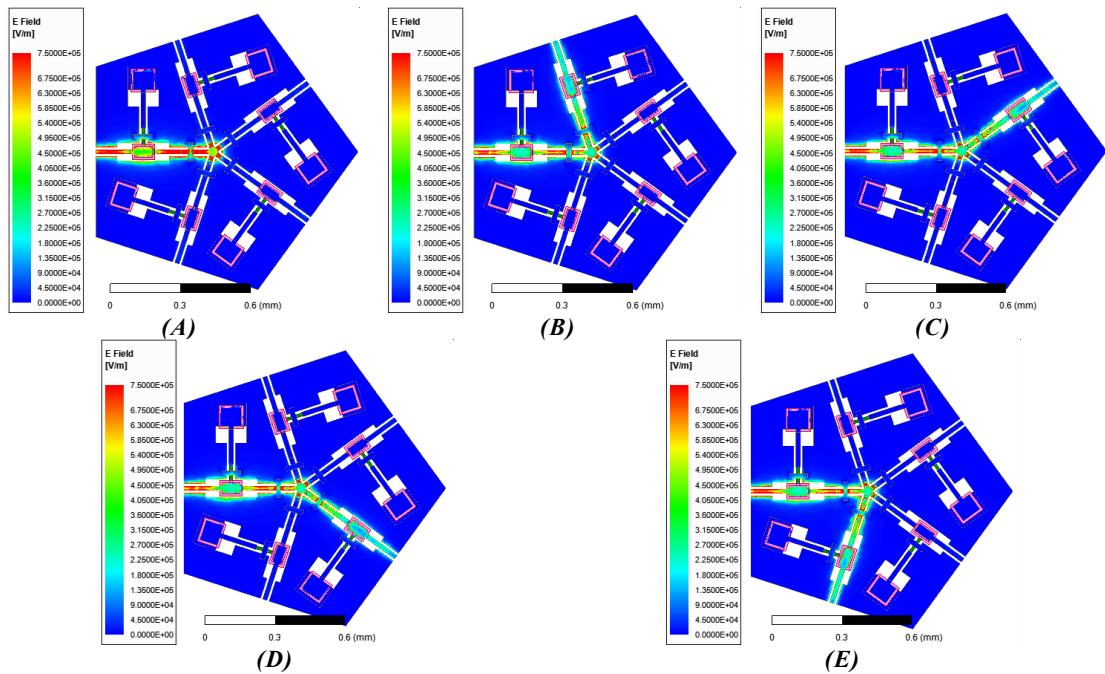 E Field
[V/m]
7.5000E+05
6.7500E+05
6.3000E+05
5.8500E+05
5.4000E+05
4.9500E+05
4.5000E+05
4.0500E+05
3.6000E+05
3.1500E+05
2.7000E+05
2.2500E+05
1.8000E+05
1.3500E+05
9.0000E+04
4.5000E+04
0.0000E+00
0
0.3
0.6 (mm)
(A)
E Field
[V/m]
7.5000E+05
6.7500E+05
6.3000E+05
5.8500E+05
5.4000E+05
4.9500E+05
4.5000E+05
4.0500E+05
3.6000E+05
3.1500E+05
2.7000E+05
2.2500E+05
1.8000E+05
1.3500E+05
9.0000E+04
4.5000E+04
0.0000E+00
0
0.3
0.6 (mm)
(B)
E Field
[V/m]
7.5000E+05
6.7500E+05
6.3000E+05
5.8500E+05
5.4000E+05
4.9500E+05
4.5000E+05
4.0500E+05
3.6000E+05
3.1500E+05
2.7000E+05
2.2500E+05
1.8000E+05
1.3500E+05
9.0000E+04
4.5000E+04
0.0000E+00
0
0.3
0.6 (mm)
(C)
E Field
[V/m]
7.5000E+05
6.7500E+05
6.3000E+05
5.8500E+05
5.4000E+05
4.9500E+05
4.5000E+05
4.0500E+05
3.6000E+05
3.1500E+05
2.7000E+05
2.2500E+05
1.8000E+05
1.3500E+05
9.0000E+04
4.5000E+04
0.0000E+00
0
0.3
0.6 (mm)
(D)
E Field
[V/m]
7.5000E+05
6.7500E+05
6.3000E+05
5.8500E+05
5.4000E+05
4.9500E+05
4.5000E+05
4.0500E+05
3.6000E+05
3.1500E+05
2.7000E+05
2.2500E+05
1.8000E+05
1.3500E+05
9.0000E+04
4.5000E+04
0.0000E+00
0
0.3
0.6 (mm)
(E)